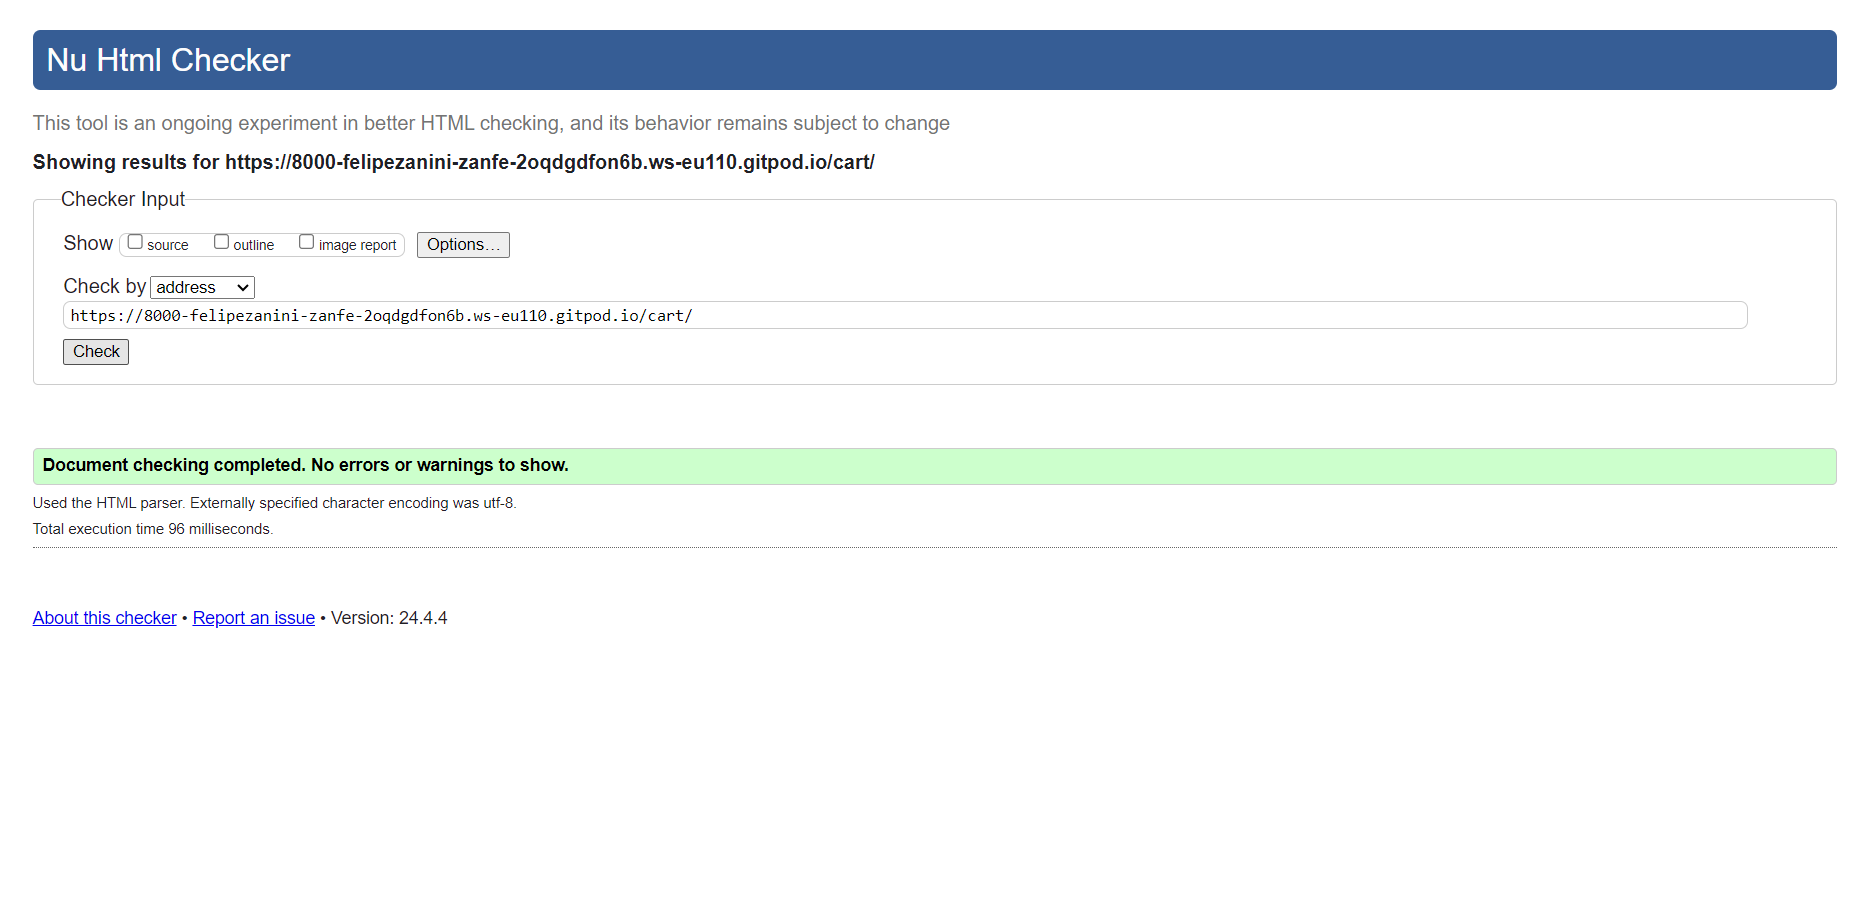 Nu Html Checker
This tool is an ongoing experiment in better HTML checking, and its behavior remains subject to change
Showing results for https://8000-felipezanini-zanfe-2oqdgdfon6b.ws-eu110.gitpod.io/cart/
Checker Input
Show source outline image report Options…
Check by address
https://8000-felipezanini-zanfe-2oqdgdfon6b.ws-eu110.gitpod.io/cart/
Check
Document checking completed. No errors or warnings to show.
Used the HTML parser. Externally specified character encoding was utf-8.
Total execution time 96 milliseconds.
About this checker • Report an issue • Version: 24.4.4